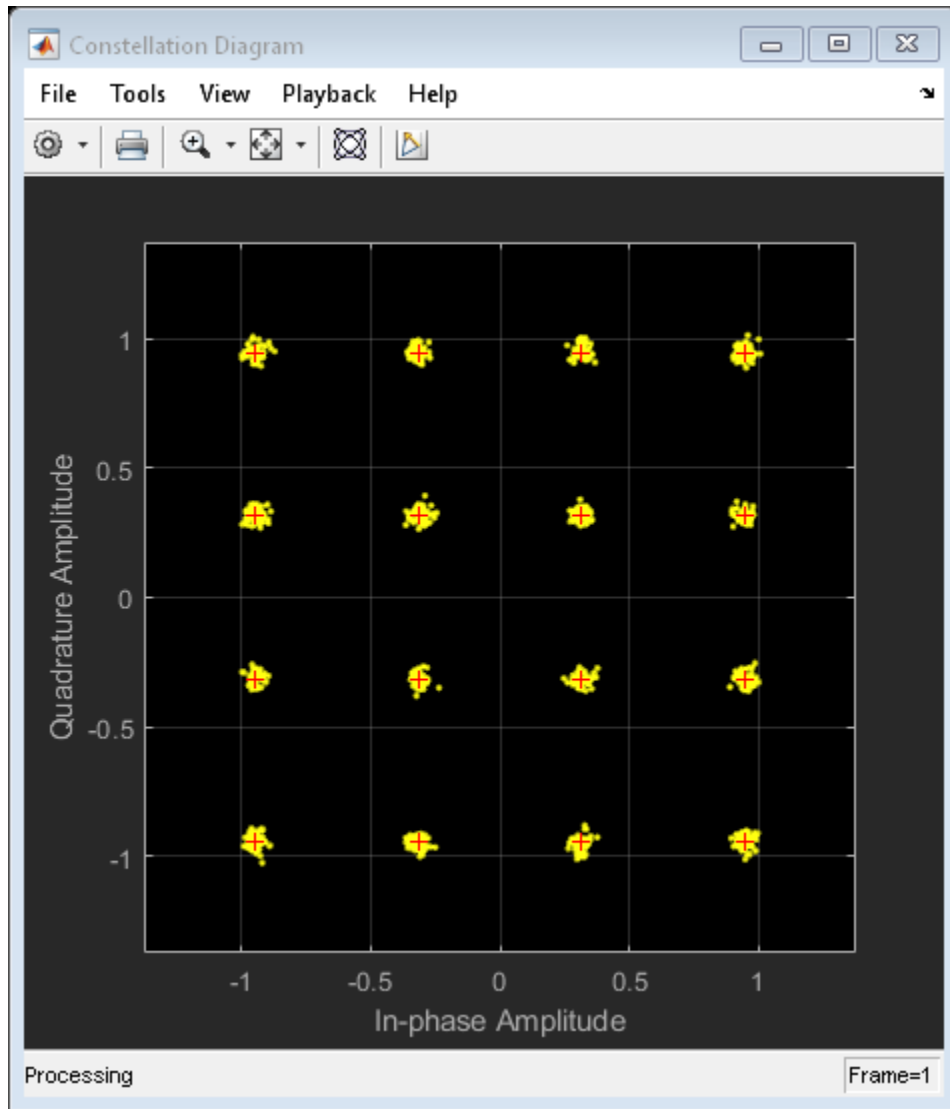 Constellation Diagram
File Tools View Playback Help
1
0.5
0
-0.5
-1
Quadrature Amplitude
-1 -0.5 0 0.5 1
In-phase Amplitude
Processing Frame=1